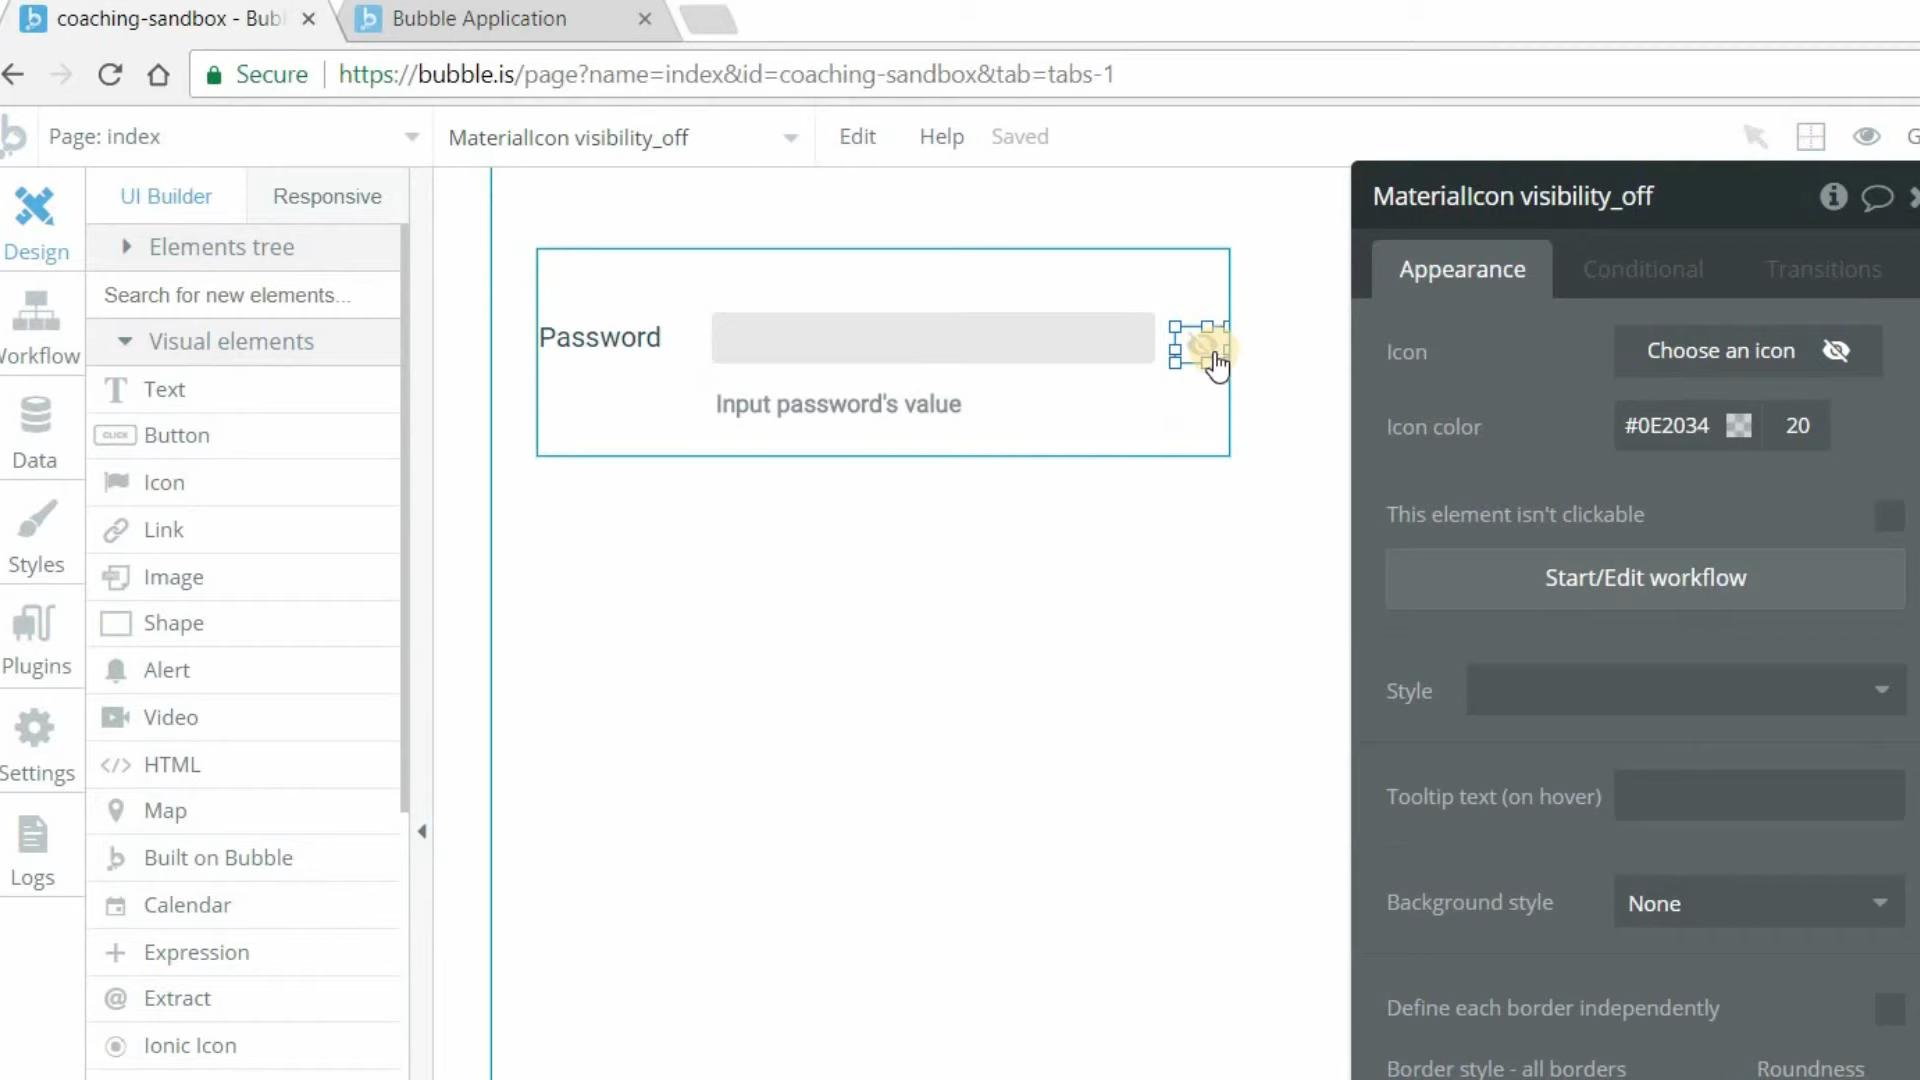 coaching-sandbox - Bub
Bubble Application
Secure
https://bubble.is/page?name=index&id=coaching-sandbox&tab=tabs-1
Page: index
MaterialIcon visibility_off
Edit
Help
Saved
UI Builder
Responsive
Elements tree
Search for new elements...
Visual elements
Text
CLICK
Button
Icon
Link
Image
Shape
Alert
Video
</> HTML
Map
Built on Bubble
Calendar
Expression
Extract
Ionic Icon
Design
Workflow
Data
Styles
Plugins
Settings
Logs
Password
Input password's value
MaterialIcon visibility_off
Appearance
Conditional
Transitions
Icon
Choose an icon
Icon color
#0E2034
20
This element isn't clickable
Start/Edit workflow
Style
Tooltip text (on hover)
Background style
None
Define each border independently
Border style - all borders
Roundness